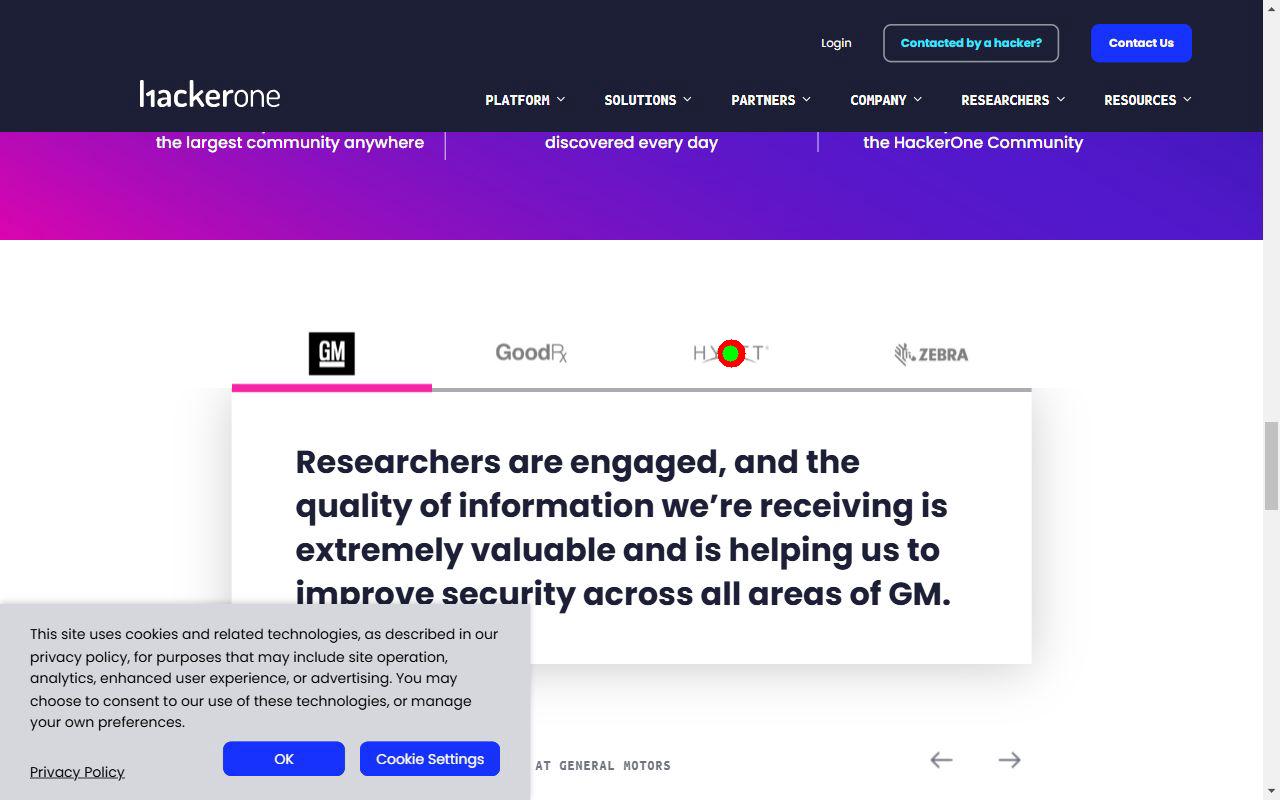 Login
Contacted by a hacker?
Contact Us
hackerone
PLATFORM
SOLUTIONS
PARTNERS
COMPANY
RESEARCHERS
RESOURCES
the largest community anywhere
discovered every day
the HackerOne Community
GM
GoodRx
ZEBRA
Researchers are engaged, and the
quality of information we’re receiving is
extremely valuable and is helping us to
improve security across all areas of GM.
This site uses cookies and related technologies, as described in our
privacy policy, for purposes that may include site operation,
analytics, enhanced user experience, or advertising. You may
choose to consent to our use of these technologies, or manage
your own preferences.
OK
Cookie Settings
Privacy Policy
AT GENERAL MOTORS